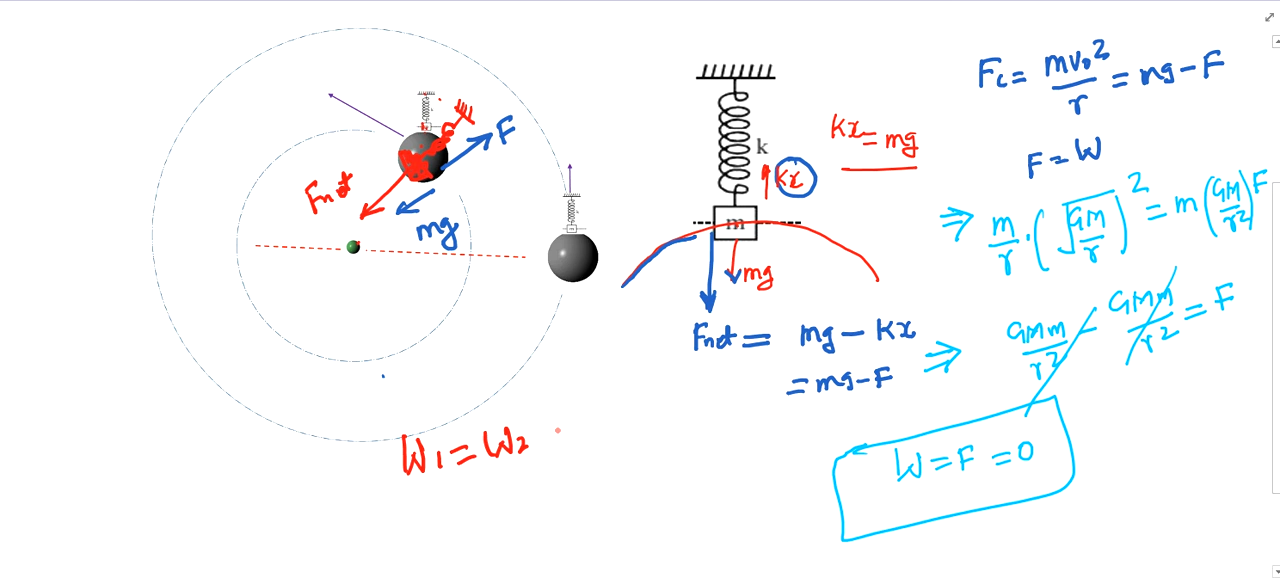 F
Fnet
mg
W₁ = W₂
k
Kx
Kx = mg
m
mg
Fnet = mg - Kx
= mg - F
Fc = mv₀²/r = mg - F
F = W
⇒ m/r · (√(GM/r))² = m(GM/r²) F
⇒ GMm/r² - GMm/r² = F
W = F = 0